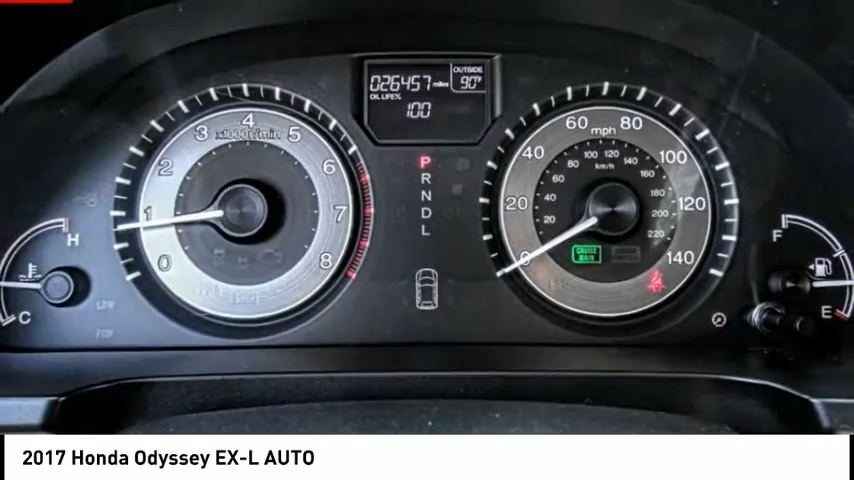 026457 miles
OUTSIDE
90°F
OIL LIFE%
100
0 1 2 3 4 5 6 7 8
x1000r/min
P
R
N
D
L
0 20 40 60 80 100 120 140
mph
20 40 60 80 100 120 140 160 180 200 220
km/h
CRUISE
MAIN
H
C
F
E
2017 Honda Odyssey EX-L AUTO